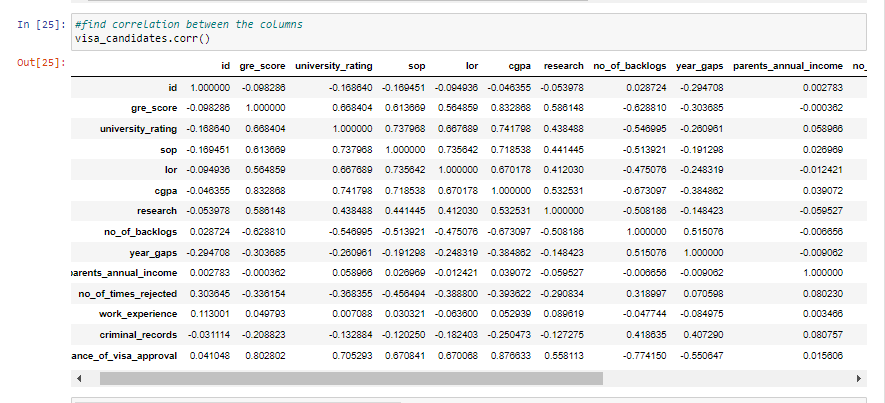 In [25]: #find correlation between the columns
visa_candidates.corr()
Out[25]:
id gre_score university_rating sop lor cgpa research no_of_backlogs year_gaps parents_annual_income no_
id 1.000000 -0.098286 -0.168640 -0.169451 -0.094936 -0.046355 -0.053978 0.028724 -0.294708 0.002783
gre_score -0.098286 1.000000 0.668404 0.613669 0.564859 0.832868 0.586148 -0.628810 -0.303685 -0.000362
university_rating -0.168640 0.668404 1.000000 0.737968 0.667689 0.741798 0.438488 -0.546995 -0.260961 0.058966
sop -0.169451 0.613669 0.737968 1.000000 0.735642 0.718538 0.441445 -0.513921 -0.191298 0.026969
lor -0.094936 0.564859 0.667689 0.735642 1.000000 0.670178 0.412030 -0.475076 -0.248319 -0.012421
cgpa -0.046355 0.832868 0.741798 0.718538 0.670178 1.000000 0.532531 -0.673097 -0.384862 0.039072
research -0.053978 0.586148 0.438488 0.441445 0.412030 0.532531 1.000000 -0.508186 -0.148423 -0.059527
no_of_backlogs 0.028724 -0.628810 -0.546995 -0.513921 -0.475076 -0.673097 -0.508186 1.000000 0.515076 -0.006656
year_gaps -0.294708 -0.303685 -0.260961 -0.191298 -0.248319 -0.384862 -0.148423 0.515076 1.000000 -0.009062
arents_annual_income 0.002783 -0.000362 0.058966 0.026969 -0.012421 0.039072 -0.059527 -0.006656 -0.009062 1.000000
no_of_times_rejected 0.303645 -0.336154 -0.368355 -0.456494 -0.388800 -0.393622 -0.290834 0.318997 0.070598 0.080230
work_experience 0.113001 0.049793 0.007088 0.030321 -0.063600 0.052939 0.089619 -0.047744 -0.084975 0.003466
criminal_records -0.031114 -0.208823 -0.132884 -0.120250 -0.182403 -0.250473 -0.127275 0.418635 0.407290 0.080757
ance_of_visa_approval 0.041048 0.802802 0.705293 0.670841 0.670068 0.876633 0.558113 -0.774150 -0.550647 0.015606